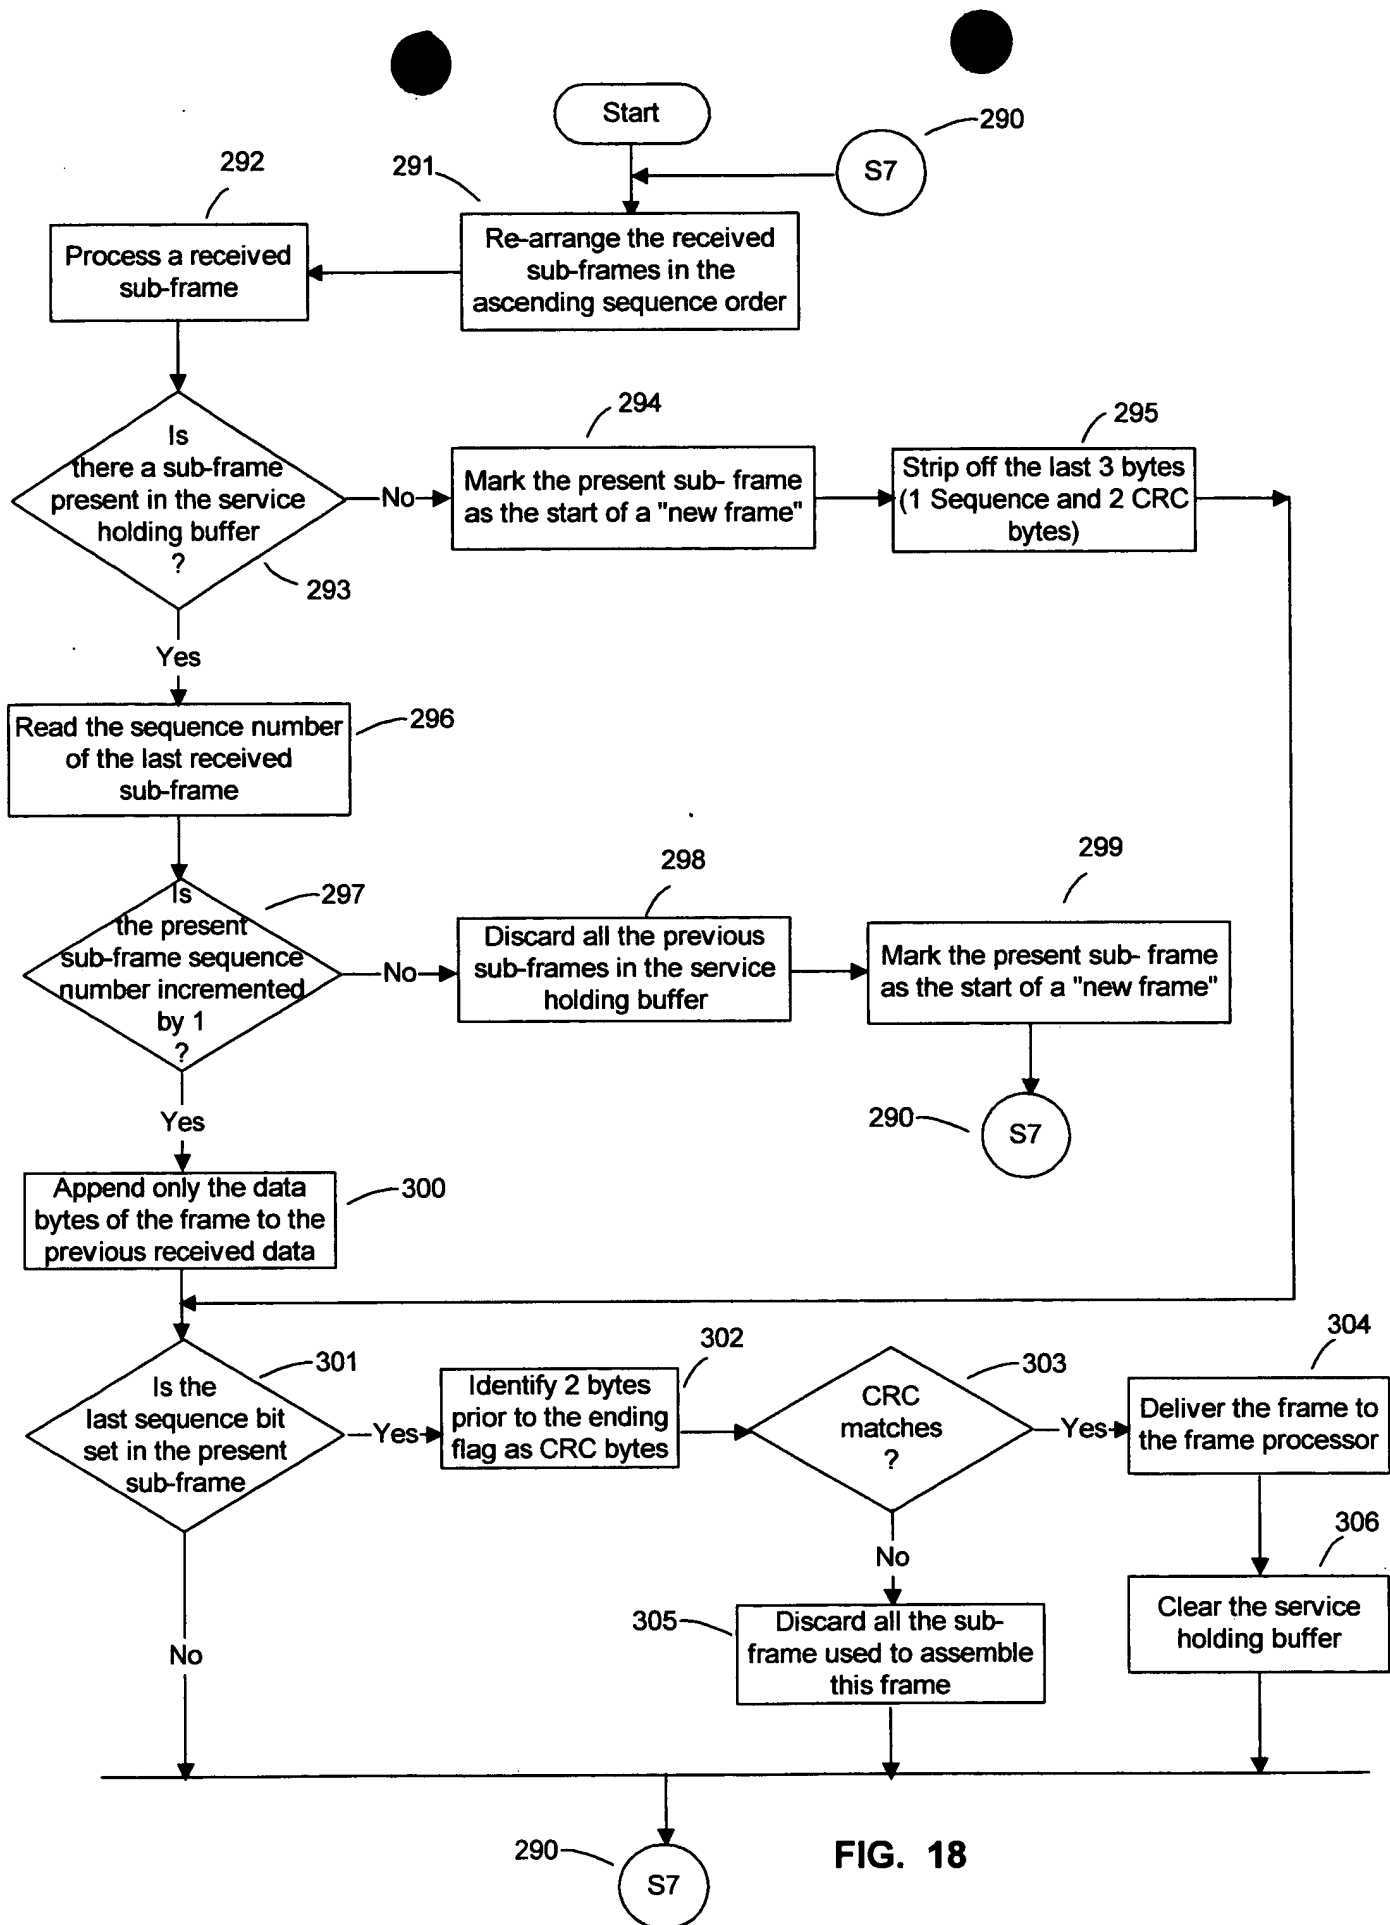 Start
290
S7
291
292
Re-arrange the received
sub-frames in the
ascending sequence order
Process a received
sub-frame
Is
there a sub-frame
present in the service
holding buffer
?
293
No
294
Mark the present sub- frame
as the start of a "new frame"
295
Strip off the last 3 bytes
(1 Sequence and 2 CRC
bytes)
Yes
Read the sequence number
of the last received
sub-frame
296
Is
the present
sub-frame sequence
number incremented
by 1
?
297
No
298
Discard all the previous
sub-frames in the service
holding buffer
299
Mark the present sub- frame
as the start of a "new frame"
290
S7
Yes
Append only the data
bytes of the frame to the
previous received data
300
Is the
last sequence bit
set in the present
sub-frame
301
Yes
302
Identify 2 bytes
prior to the ending
flag as CRC bytes
CRC
matches
?
303
Yes
304
Deliver the frame to
the frame processor
306
Clear the service
holding buffer
No
305
Discard all the sub-
frame used to assemble
this frame
No
290
S7
FIG. 18